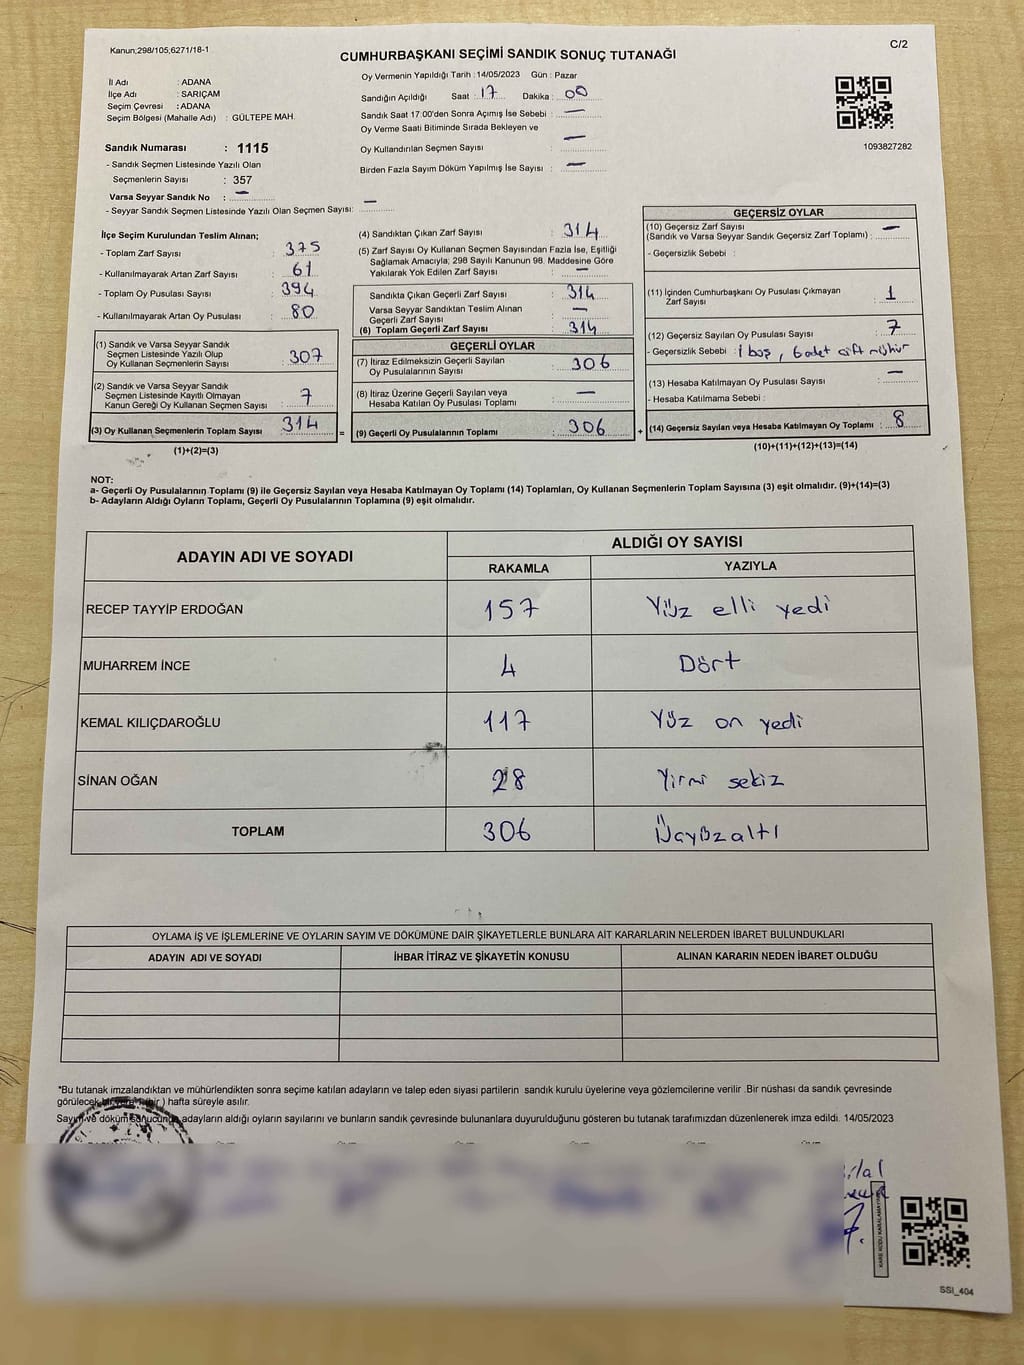 Kanun;298/105,6271/18-1
C/2
CUMHURBAŞKANI SEÇİMİ SANDIK SONUÇ TUTANAĞI
İl Adı : ADANA
İlçe Adı : SARIÇAM
Seçim Çevresi : ADANA
Seçim Bölgesi (Mahalle Adı) : GÜLTEPE MAH.
Sandık Numarası : 1115
- Sandık Seçmen Listesinde Yazılı Olan
Seçmenlerin Sayısı : 357
Varsa Seyyar Sandık No : —
- Seyyar Sandık Seçmen Listesinde Yazılı Olan Seçmen Sayısı: —
Oy Vermenin Yapıldığı Tarih : 14/05/2023 Gün : Pazar
Sandığın Açıldığı Saat : 17 Dakika : 00
Sandık Saat 17:00'den Sonra Açımış İse Sebebi : —
Oy Verme Saati Bitiminde Sırada Bekleyen ve
Oy Kullandırılan Seçmen Sayısı : —
Birden Fazla Sayım Döküm Yapılmış İse Sayısı : —
1093827282
İlçe Seçim Kurulundan Teslim Alınan;
- Toplam Zarf Sayısı : 375
- Kullanılmayarak Artan Zarf Sayısı : 61
- Toplam Oy Pusulası Sayısı : 394
- Kullanılmayarak Artan Oy Pusulası : 80
(1) Sandık ve Varsa Seyyar Sandık
Seçmen Listesinde Yazılı Olup
Oy Kullanan Seçmenlerin Sayısı : 307
(2) Sandık ve Varsa Seyyar Sandık
Seçmen Listesinde Kayıtlı Olmayan
Kanun Gereği Oy Kullanan Seçmen Sayısı : 7
(3) Oy Kullanan Seçmenlerin Toplam Sayısı : 314
(1)+(2)=(3)
(4) Sandıktan Çıkan Zarf Sayısı : 314
(5) Zarf Sayısı Oy Kullanan Seçmen Sayısından Fazla İse, Eşitliği
Sağlamak Amacıyla; 298 Sayılı Kanunun 98. Maddesine Göre
Yakılarak Yok Edilen Zarf Sayısı : —
Sandıkta Çıkan Geçerli Zarf Sayısı : 314
Varsa Seyyar Sandıktan Teslim Alınan
Geçerli Zarf Sayısı : —
(6) Toplam Geçerli Zarf Sayısı : 314
GEÇERLİ OYLAR
(7) İtiraz Edilmeksizin Geçerli Sayılan
Oy Pusulalarının Sayısı : 306
(8) İtiraz Üzerine Geçerli Sayılan veya
Hesaba Katılan Oy Pusulası Toplamı : —
= (9) Geçerli Oy Pusulalarının Toplamı : 306
GEÇERSİZ OYLAR
(10) Geçersiz Zarf Sayısı
(Sandık ve Varsa Seyyar Sandık Geçersiz Zarf Toplamı) : —
- Geçersizlik Sebebi :
(11) İçinden Cumhurbaşkanı Oy Pusulası Çıkmayan
Zarf Sayısı : 1
(12) Geçersiz Sayılan Oy Pusulası Sayısı : 7
- Geçersizlik Sebebi : 1 boş, 6 adet çift mühür
(13) Hesaba Katılmayan Oy Pusulası Sayısı : —
- Hesaba Katılmama Sebebi :
+ (14) Geçersiz Sayılan veya Hesaba Katılmayan Oy Toplamı : 8
(10)+(11)+(12)+(13)=(14)
NOT:
a- Geçerli Oy Pusulalarının Toplamı (9) ile Geçersiz Sayılan veya Hesaba Katılmayan Oy Toplamı (14) Toplamları, Oy Kullanan Seçmenlerin Toplam Sayısına (3) eşit olmalıdır. (9)+(14)=(3)
b- Adayların Aldığı Oyların Toplamı, Geçerli Oy Pusulalarının Toplamına (9) eşit olmalıdır.
ADAYIN ADI VE SOYADI
ALDIĞI OY SAYISI
RAKAMLA YAZIYLA
RECEP TAYYİP ERDOĞAN 157 Yüz elli yedi
MUHARREM İNCE 4 Dört
KEMAL KILIÇDAROĞLU 117 Yüz on yedi
SİNAN OĞAN 28 Yirmi sekiz
TOPLAM 306 Üçyüzaltı
OYLAMA İŞ VE İŞLEMLERİNE VE OYLARIN SAYIM VE DÖKÜMÜNE DAİR ŞİKAYETLERLE BUNLARA AİT KARARLARIN NELERDEN İBARET BULUNDUKLARI
ADAYIN ADI VE SOYADI İHBAR İTİRAZ VE ŞİKAYETİN KONUSU ALINAN KARARIN NEDEN İBARET OLDUĞU
*Bu tutanak imzalandıktan ve mühürlendikten sonra seçime katılan adayların ve talep eden siyasi partilerin sandık kurulu üyelerine veya gözlemcilerine verilir .Bir nüshası da sandık çevresinde
görülecek bir yere 1(bir) hafta süreyle asılır.
Sayım ve döküm sonucunda adayların aldığı oyların sayılarını ve bunların sandık çevresinde bulunanlara duyurulduğunu gösteren bu tutanak tarafımızdan düzenlenerek imza edildi. 14/05/2023
SSI_404